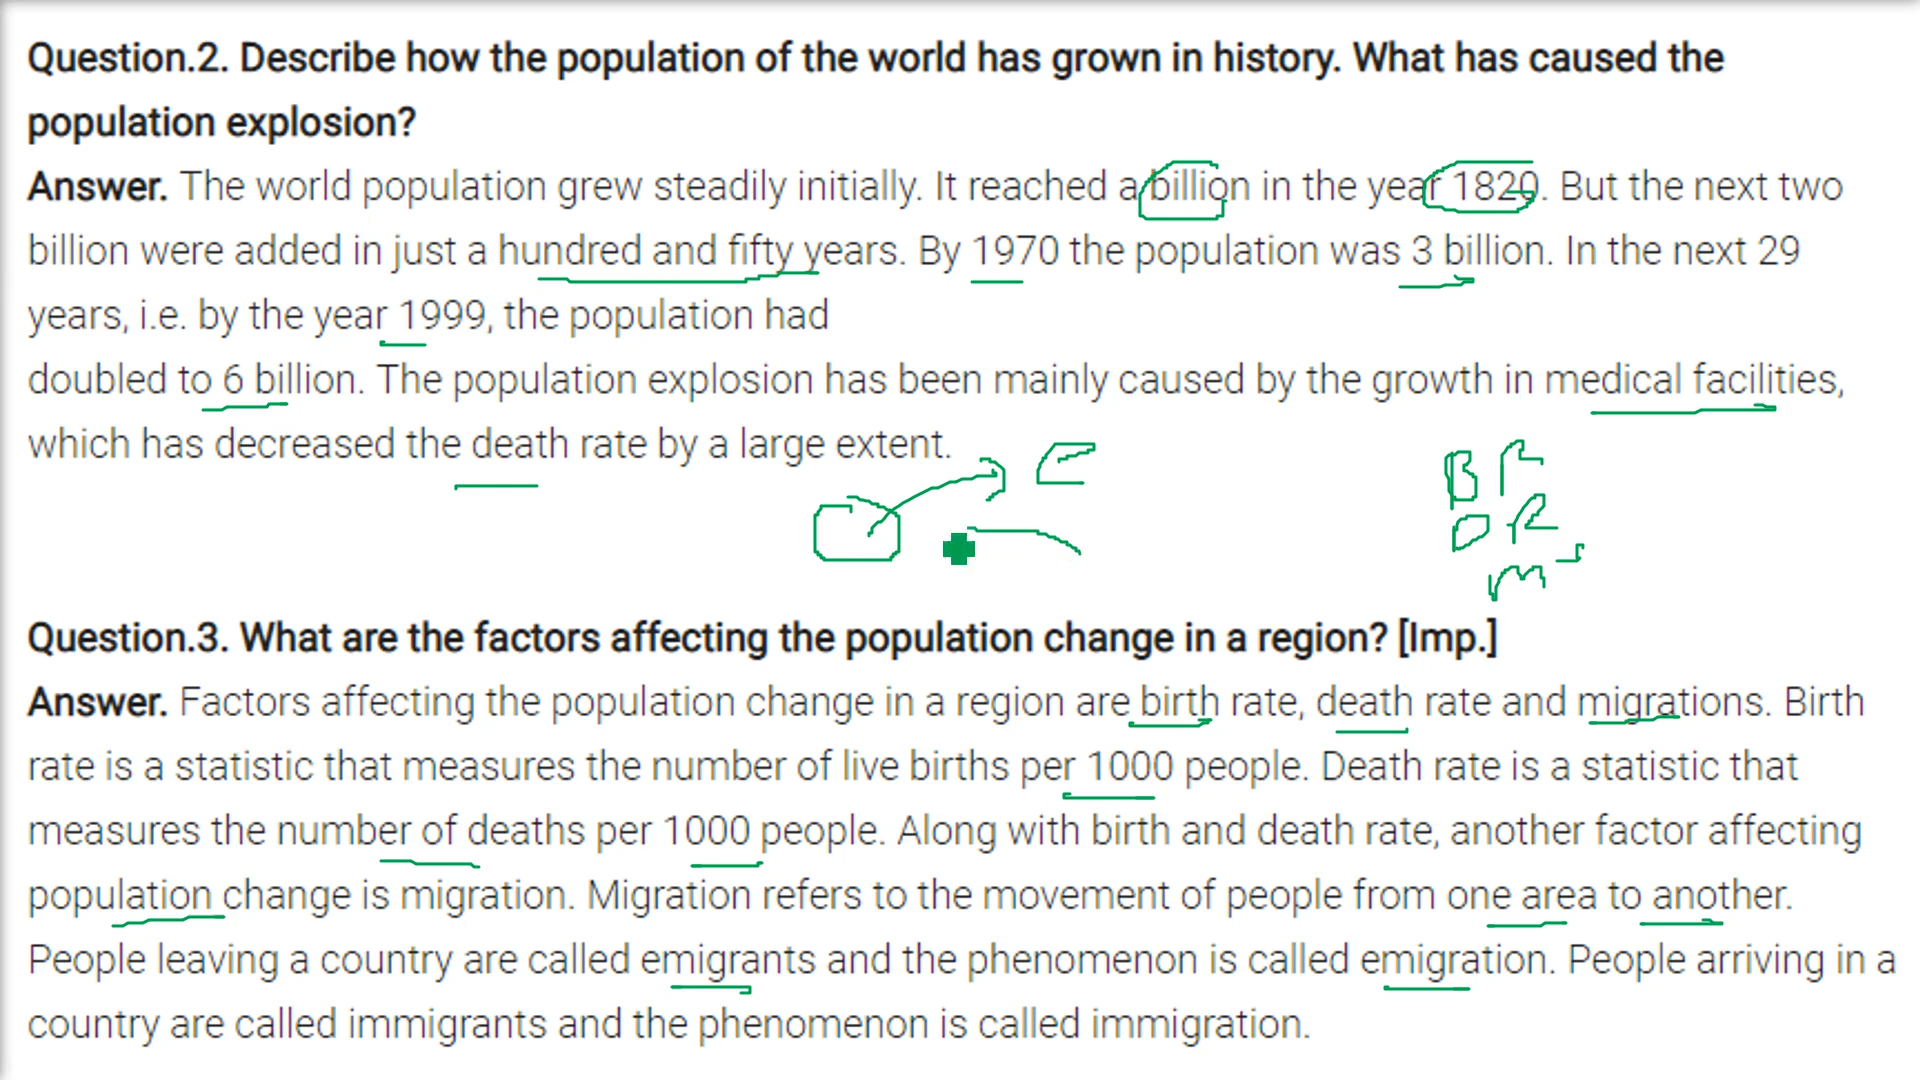 Question.2. Describe how the population of the world has grown in history. What has caused the
population explosion?
Answer. The world population grew steadily initially. It reached a billion in the year 1820. But the next two
billion were added in just a hundred and fifty years. By 1970 the population was 3 billion. In the next 29
years, i.e. by the year 1999, the population had
doubled to 6 billion. The population explosion has been mainly caused by the growth in medical facilities,
which has decreased the death rate by a large extent.
E
Br
DR
m
Question.3. What are the factors affecting the population change in a region? [Imp.]
Answer. Factors affecting the population change in a region are birth rate, death rate and migrations. Birth
rate is a statistic that measures the number of live births per 1000 people. Death rate is a statistic that
measures the number of deaths per 1000 people. Along with birth and death rate, another factor affecting
population change is migration. Migration refers to the movement of people from one area to another.
People leaving a country are called emigrants and the phenomenon is called emigration. People arriving in a
country are called immigrants and the phenomenon is called immigration.